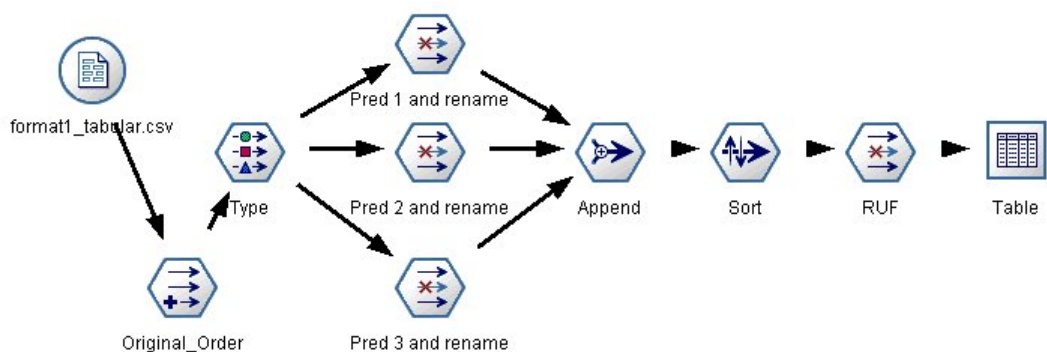 Pred 1 and rename
format1_tabular.csv
Type
Pred 2 and rename
Append
Sort
RUF
Table
Original_Order
Pred 3 and rename